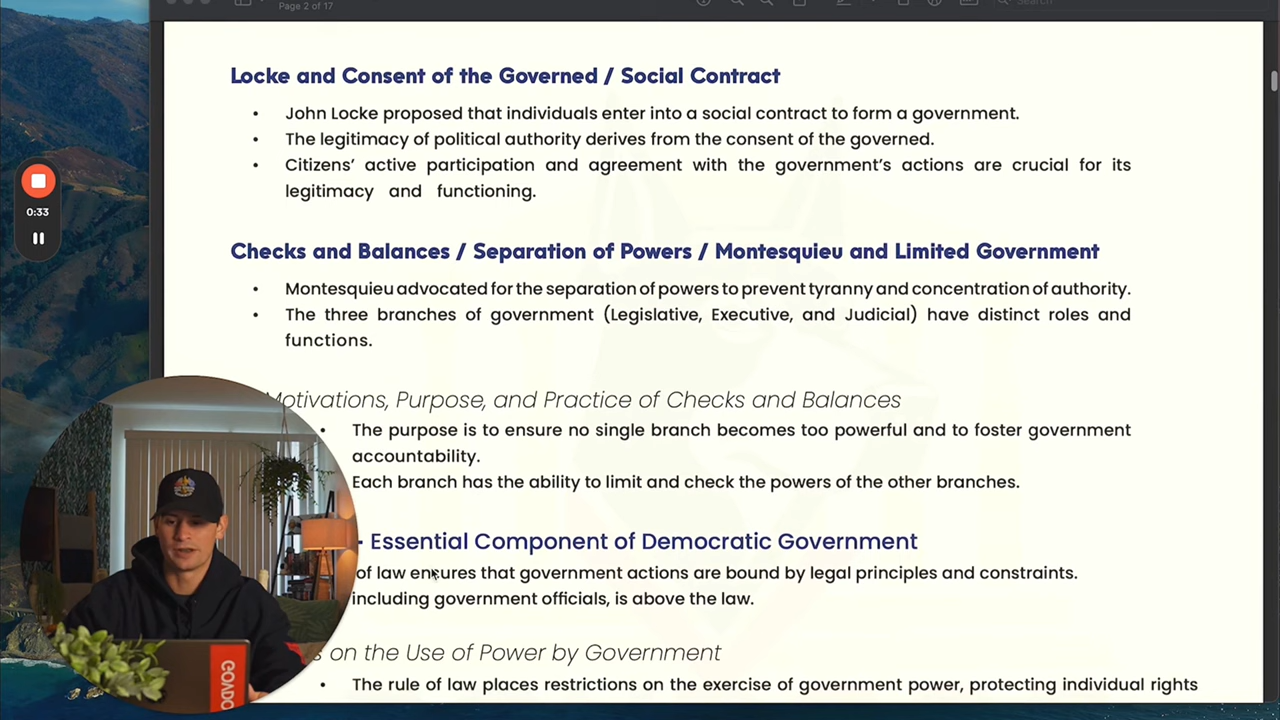 Page 2 of 17
Search
Locke and Consent of the Governed / Social Contract
• John Locke proposed that individuals enter into a social contract to form a government.
• The legitimacy of political authority derives from the consent of the governed.
• Citizens' active participation and agreement with the government's actions are crucial for its
legitimacy and functioning.
0:33
Checks and Balances / Separation of Powers / Montesquieu and Limited Government
• Montesquieu advocated for the separation of powers to prevent tyranny and concentration of authority.
• The three branches of government (Legislative, Executive, and Judicial) have distinct roles and
functions.
Motivations, Purpose, and Practice of Checks and Balances
• The purpose is to ensure no single branch becomes too powerful and to foster government
accountability.
Each branch has the ability to limit and check the powers of the other branches.
- Essential Component of Democratic Government
of law ensures that government actions are bound by legal principles and constraints.
including government officials, is above the law.
on the Use of Power by Government
• The rule of law places restrictions on the exercise of government power, protecting individual rights